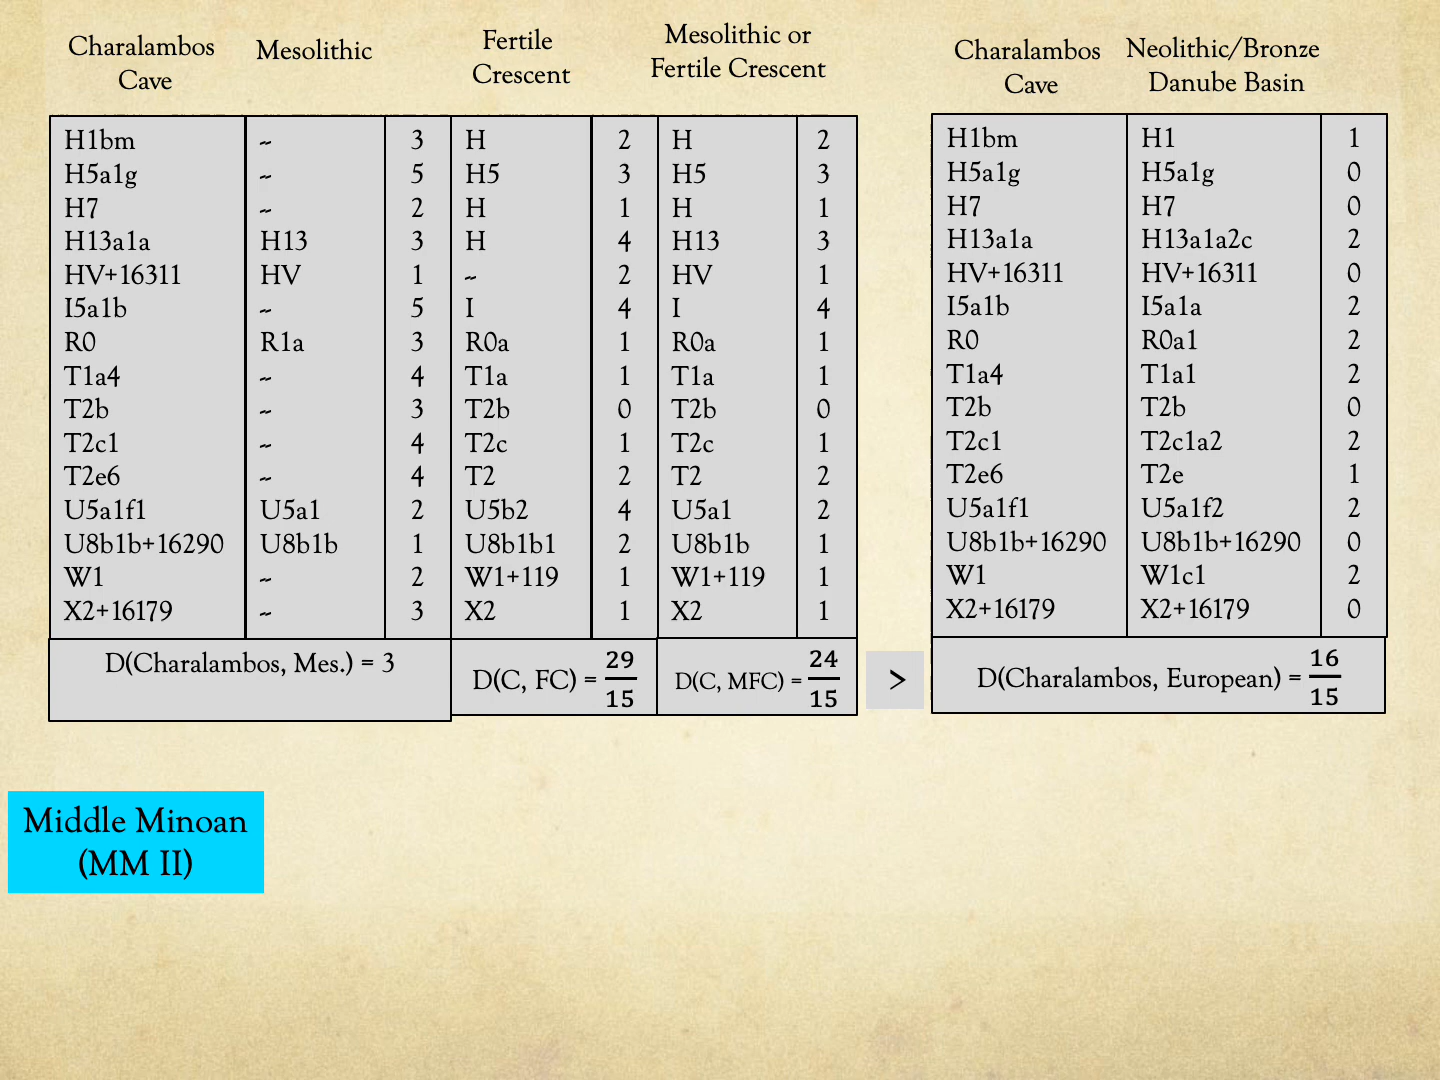 Charalambos
Cave
Mesolithic
Fertile
Crescent
Mesolithic or
Fertile Crescent
Charalambos
Cave
Neolithic/Bronze
Danube Basin
H1bm ~ 3 H 2 H 2
H5a1g ~ 5 H5 3 H5 3
H7 ~ 2 H 1 H 1
H13a1a H13 3 H 4 H13 3
HV+16311 HV 1 ~ 2 HV 1
I5a1b ~ 5 I 4 I 4
R0 R1a 3 R0a 1 R0a 1
T1a4 ~ 4 T1a 1 T1a 1
T2b ~ 3 T2b 0 T2b 0
T2c1 ~ 4 T2c 1 T2c 1
T2e6 ~ 4 T2 2 T2 2
U5a1f1 U5a1 2 U5b2 4 U5a1 2
U8b1b+16290 U8b1b 1 U8b1b1 2 U8b1b 1
W1 ~ 2 W1+119 1 W1+119 1
X2+16179 ~ 3 X2 1 X2 1
D(Charalambos, Mes.) = 3
D(C, FC) = 29/15
D(C, MFC) = 24/15
>
H1bm H1 1
H5a1g H5a1g 0
H7 H7 0
H13a1a H13a1a2c 2
HV+16311 HV+16311 0
I5a1b I5a1a 2
R0 R0a1 2
T1a4 T1a1 2
T2b T2b 0
T2c1 T2c1a2 2
T2e6 T2e 1
U5a1f1 U5a1f2 2
U8b1b+16290 U8b1b+16290 0
W1 W1c1 2
X2+16179 X2+16179 0
D(Charalambos, European) = 16/15
Middle Minoan
(MM II)